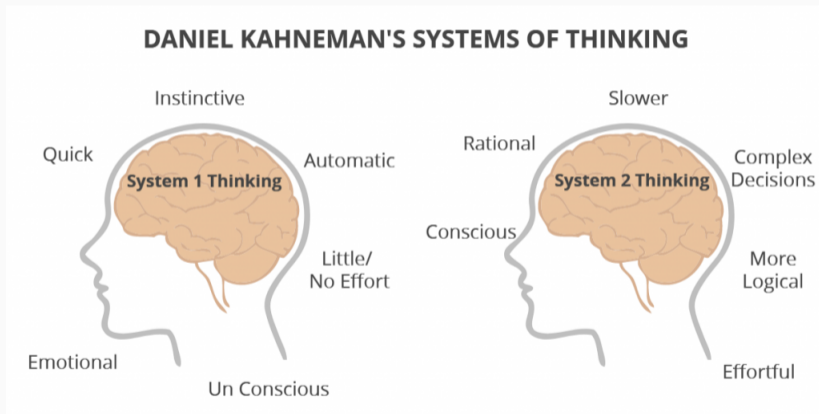 DANIEL KAHNEMAN'S SYSTEMS OF THINKING
Instinctive
Quick
Automatic
System 1 Thinking
Little/
No Effort
Emotional
Un Conscious
Slower
Rational
Complex
Decisions
System 2 Thinking
Conscious
More
Logical
Effortful